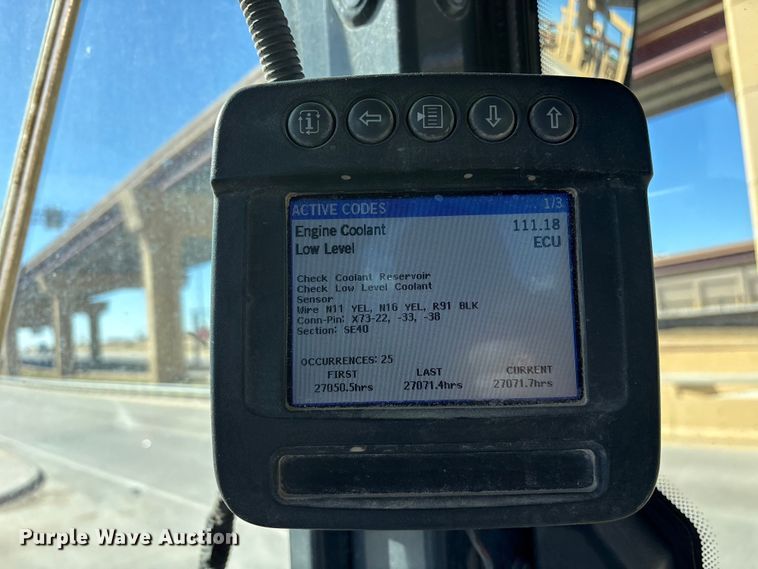 ACTIVE CODES 1/3
Engine Coolant 111.18
Low Level ECU
Check Coolant Reservoir
Check Low Level Coolant
Sensor
Wire N11 YEL, N16 YEL, R91 BLK
Conn-Pin: X73-22, -33, -38
Section: SE40
OCCURRENCES: 25
FIRST LAST CURRENT
27050.5hrs 27071.4hrs 27071.7hrs
Purple Wave Auction